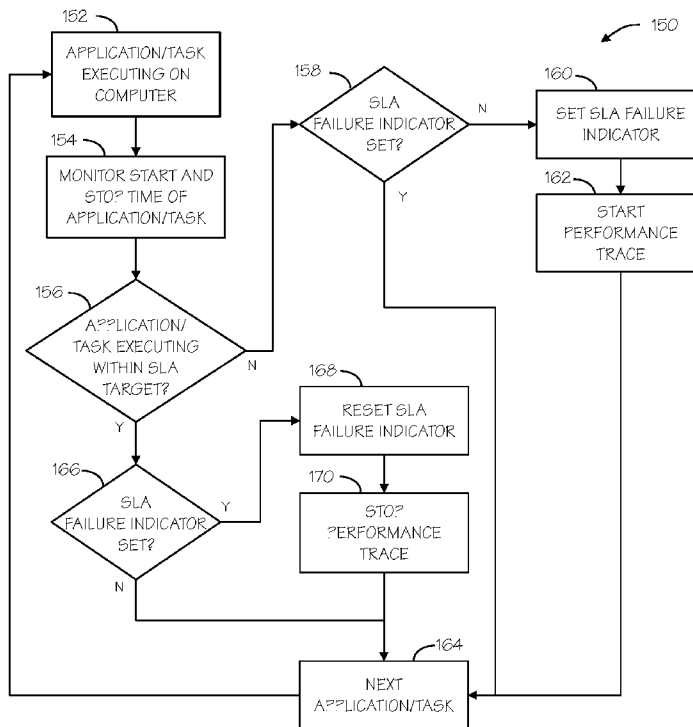 150
152
APPLICATION/TASK
EXECUTING ON
COMPUTER
154
MONITOR START AND
STOP TIME OF
APPLICATION/TASK
156
APPLICATION/
TASK EXECUTING
WITHIN SLA
TARGET?
N
Y
158
SLA
FAILURE INDICATOR
SET?
N
Y
160
SET SLA FAILURE
INDICATOR
162
START
PERFORMANCE
TRACE
166
SLA
FAILURE INDICATOR
SET?
Y
N
168
RESET SLA
FAILURE INDICATOR
170
STOP
PERFORMANCE
TRACE
164
NEXT
APPLICATION/TASK